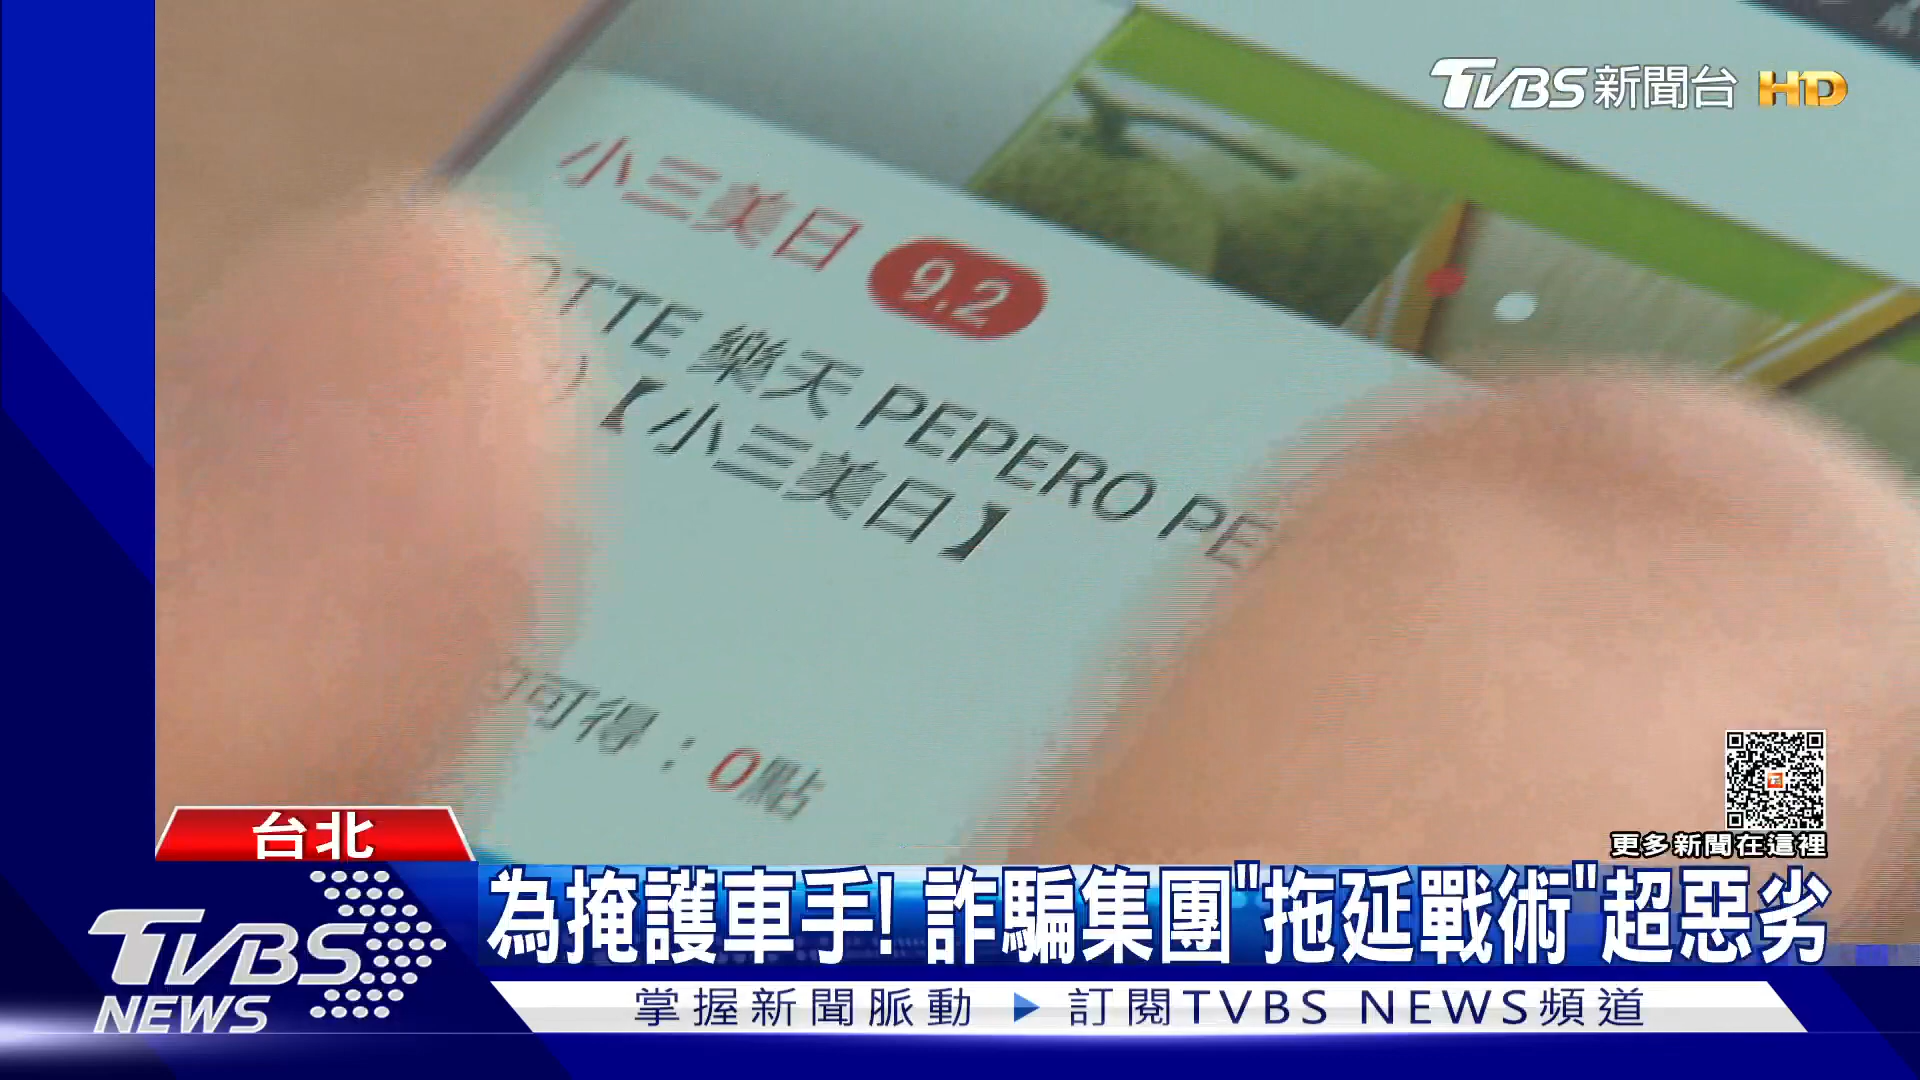 TVBS新聞台 HD
小三美日 9.2
OTTE 樂天 PEPERO PE
)【小三美日】
可得：0點
更多新聞在這裡
台北
為掩護車手! 詐騙集團"拖延戰術"超惡劣
TVBS NEWS
掌握新聞脈動 ▶ 訂閱TVBS NEWS頻道